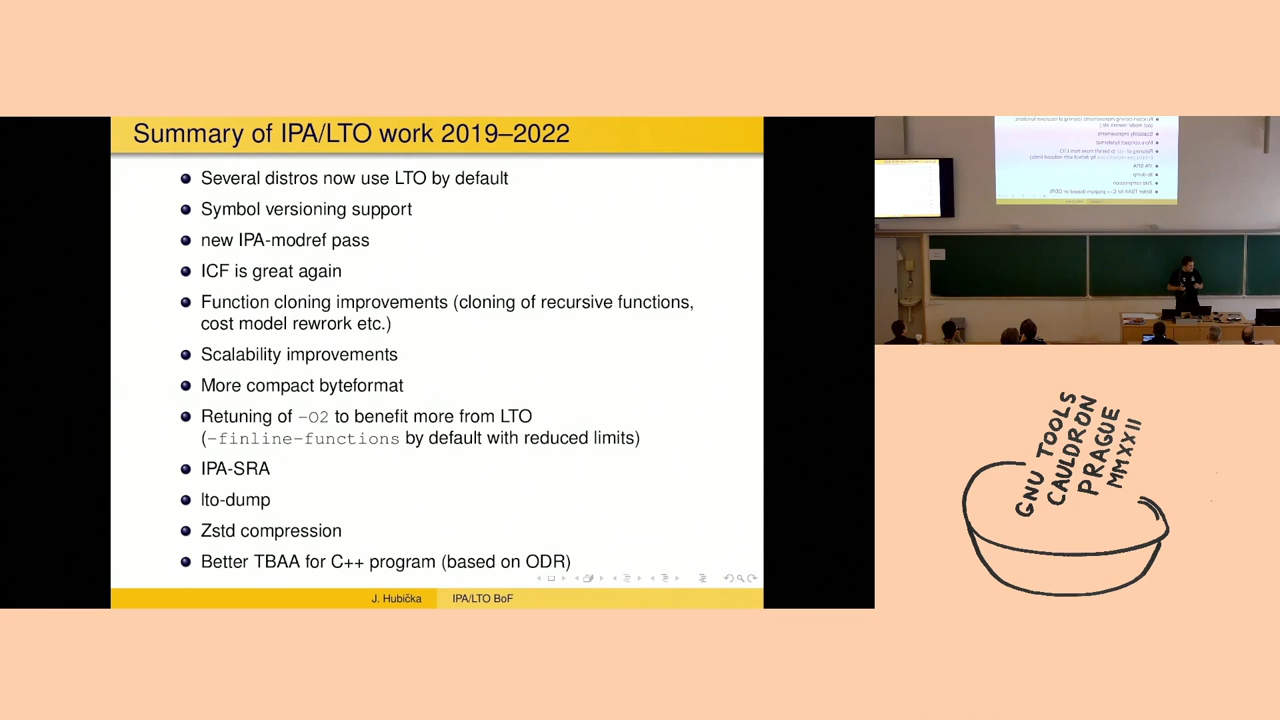 Summary of IPA/LTO work 2019–2022
Several distros now use LTO by default
Symbol versioning support
new IPA-modref pass
ICF is great again
Function cloning improvements (cloning of recursive functions,
cost model rework etc.)
Scalability improvements
More compact byteformat
Retuning of -O2 to benefit more from LTO
(-finline-functions by default with reduced limits)
IPA-SRA
lto-dump
Zstd compression
Better TBAA for C++ program (based on ODR)
J. Hubička
IPA/LTO BoF
GNU TOOLS
CAULDRON
PRAGUE
MMXXII